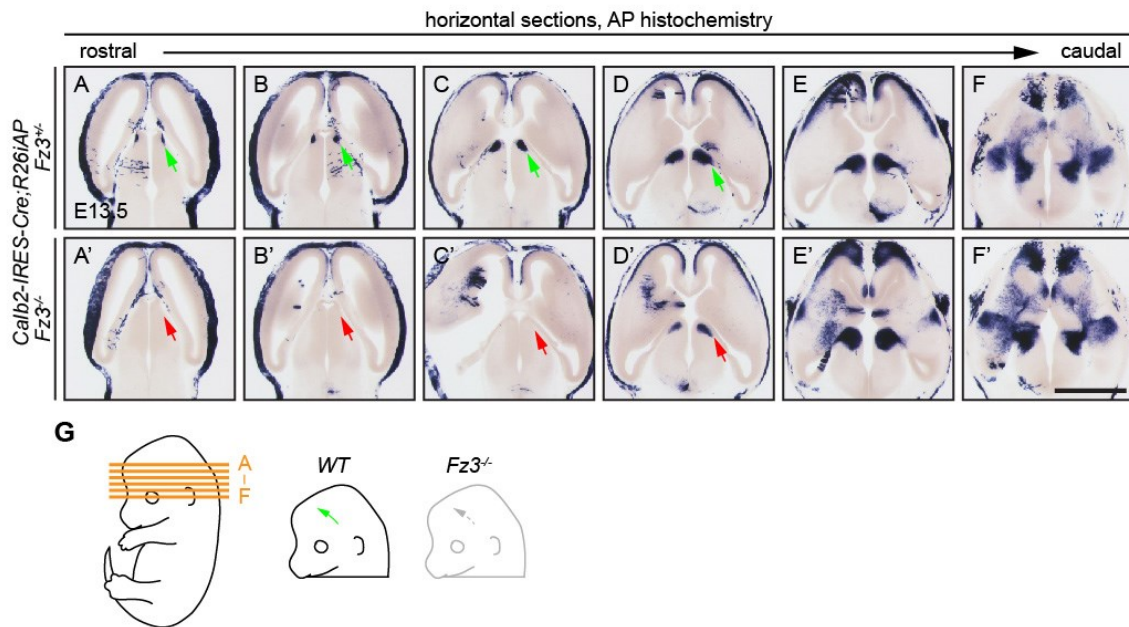 horizontal sections, AP histochemistry
rostral caudal
Calb2-IRES-Cre;R26iAP
Fz3+/-
A B C D E F
E13.5
Fz3-/-
A' B' C' D' E' F'
G
A
F
WT Fz3-/-